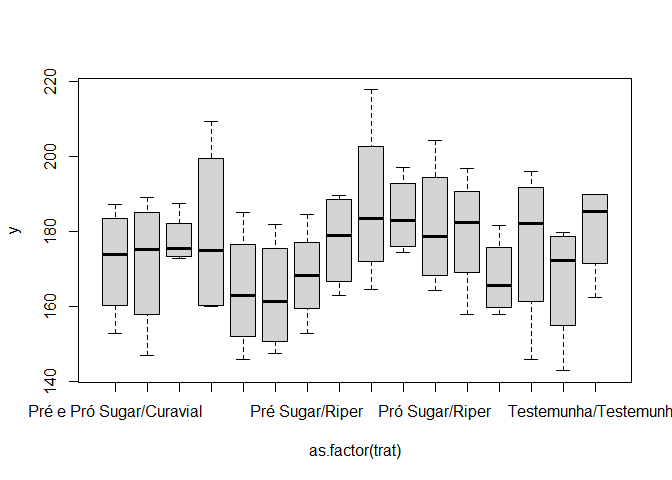 220
200
180
160
140
y
Pré e Pró Sugar/Curavial Pré Sugar/Riper Pró Sugar/Riper Testemunha/Testemunh
as.factor(trat)